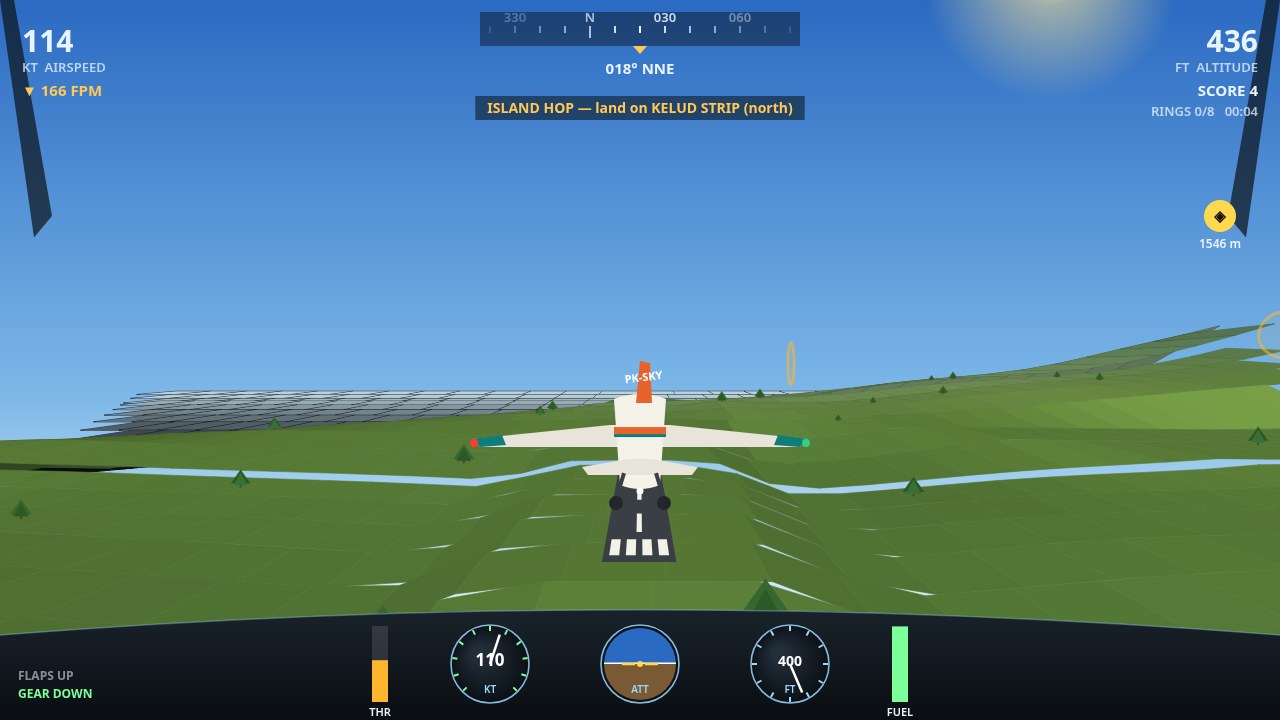 330 N 030 060
114
KT AIRSPEED
▼ 166 FPM
018° NNE
436
FT ALTITUDE
SCORE 4
RINGS 0/8 00:04
ISLAND HOP — land on KELUD STRIP (north)
1546 m
PK-SKY
FLAPS UP
GEAR DOWN
THR
110
KT
ATT
400
FT
FUEL